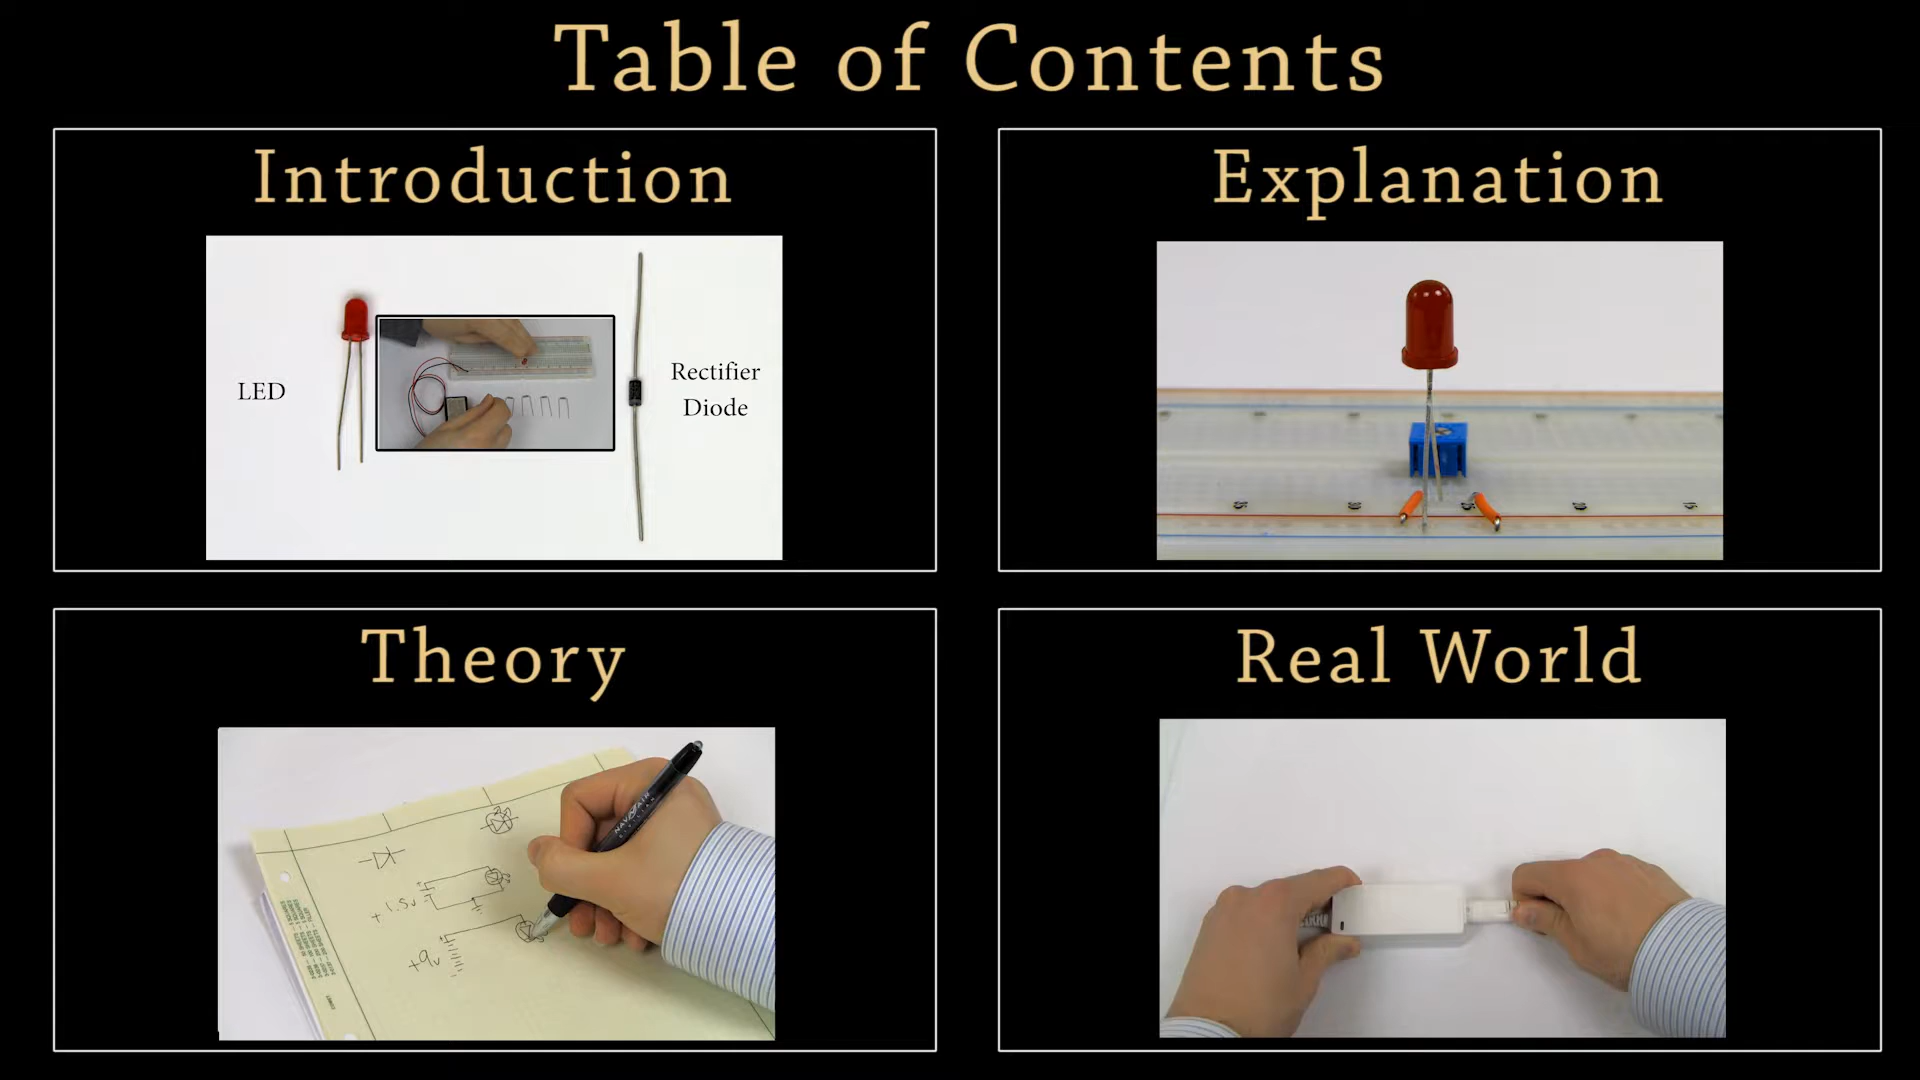 Table of Contents
Introduction
LED
Rectifier
Diode
Explanation
Theory
+1.5v
+9v
Real World